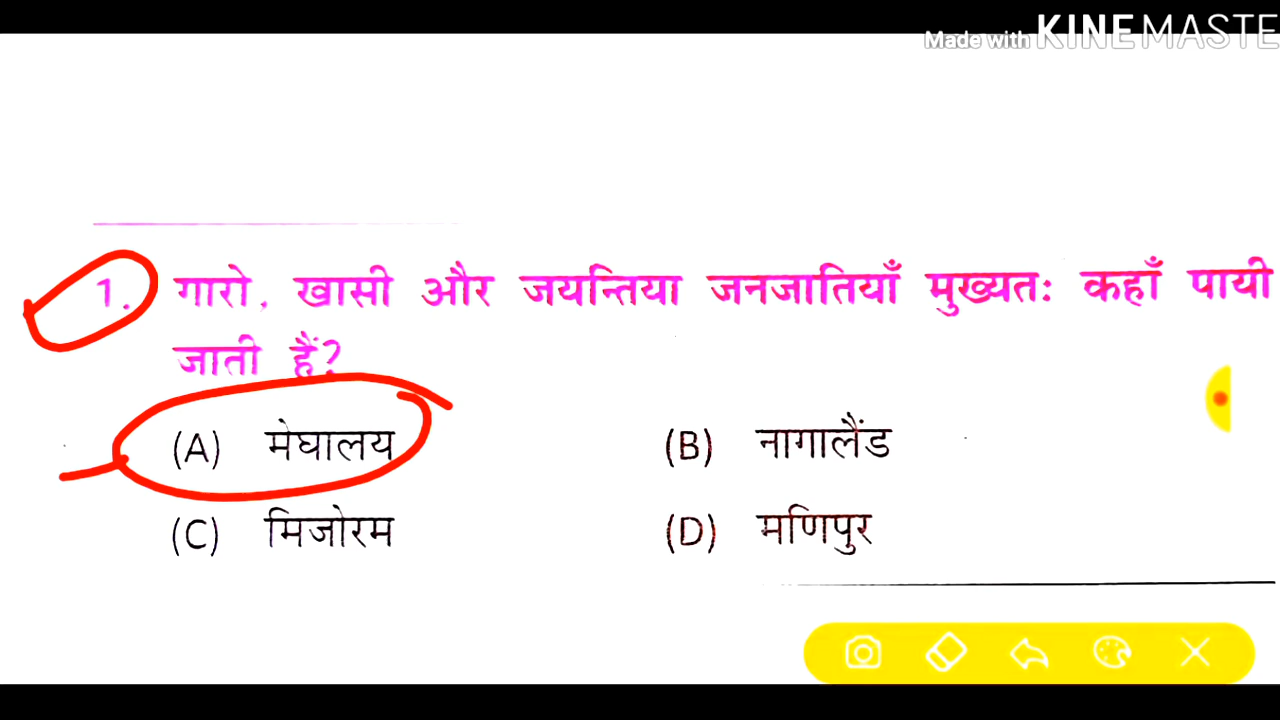 Made with KINEMASTE
1. गारो, खासी और जयन्तिया जनजातियाँ मुख्यतः कहाँ पायी
जाती हैं?
(A) मेघालय (B) नागालैंड
(C) मिजोरम (D) मणिपुर